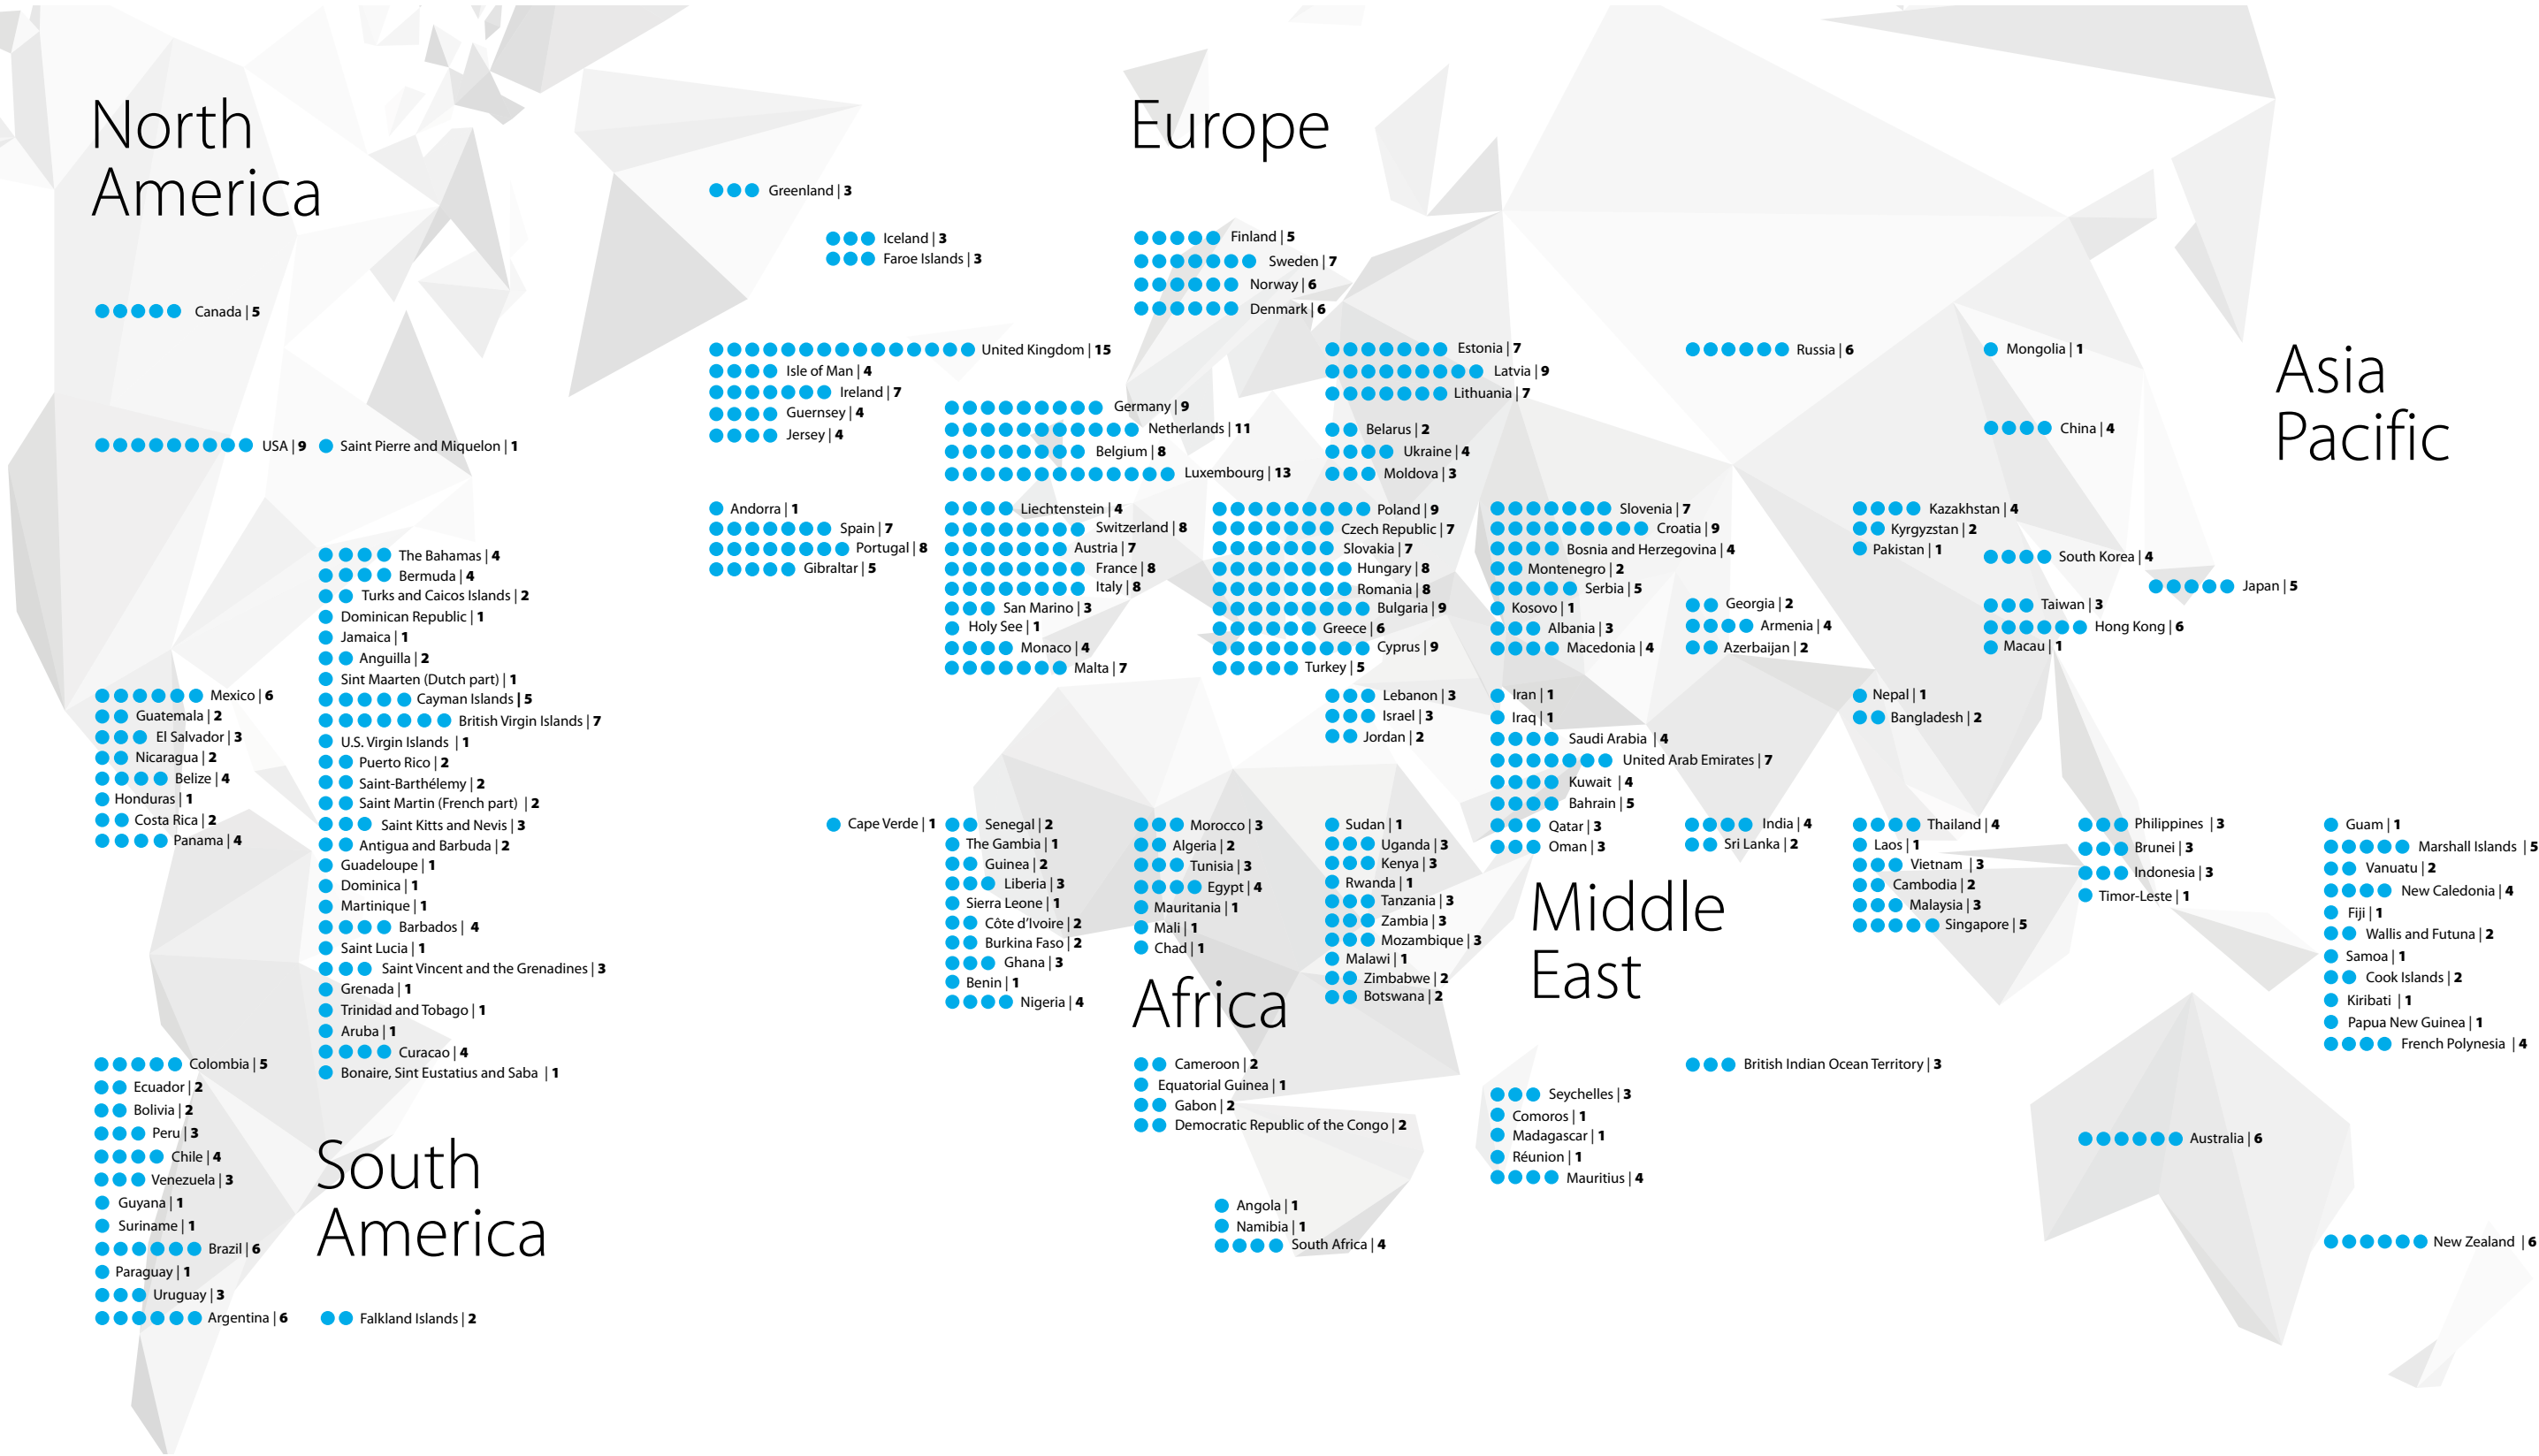 North
America
Europe
Greenland | 3
Iceland | 3
Faroe Islands | 3
Finland | 5
Sweden | 7
Norway | 6
Denmark | 6
Canada | 5
United Kingdom | 15
Isle of Man | 4
Ireland | 7
Guernsey | 4
Jersey | 4
Estonia | 7
Latvia | 9
Lithuania | 7
Russia | 6
Mongolia | 1
Asia
Pacific
Germany | 9
Netherlands | 11
Belgium | 8
Luxembourg | 13
Belarus | 2
Ukraine | 4
Moldova | 3
China | 4
USA | 9
Saint Pierre and Miquelon | 1
Andorra | 1
Spain | 7
Portugal | 8
Gibraltar | 5
Liechtenstein | 4
Switzerland | 8
Austria | 7
France | 8
Italy | 8
San Marino | 3
Holy See | 1
Monaco | 4
Malta | 7
Poland | 9
Czech Republic | 7
Slovakia | 7
Hungary | 8
Romania | 8
Bulgaria | 9
Greece | 6
Cyprus | 9
Turkey | 5
Slovenia | 7
Croatia | 9
Bosnia and Herzegovina | 4
Montenegro | 2
Serbia | 5
Kosovo | 1
Albania | 3
Macedonia | 4
Georgia | 2
Armenia | 4
Azerbaijan | 2
Kazakhstan | 4
Kyrgyzstan | 2
Pakistan | 1
South Korea | 4
Japan | 5
Taiwan | 3
Hong Kong | 6
Macau | 1
The Bahamas | 4
Bermuda | 4
Turks and Caicos Islands | 2
Dominican Republic | 1
Jamaica | 1
Anguilla | 2
Sint Maarten (Dutch part) | 1
Cayman Islands | 5
British Virgin Islands | 7
U.S. Virgin Islands | 1
Puerto Rico | 2
Saint-Barthélemy | 2
Saint Martin (French part) | 2
Saint Kitts and Nevis | 3
Antigua and Barbuda | 2
Guadeloupe | 1
Dominica | 1
Martinique | 1
Barbados | 4
Saint Lucia | 1
Saint Vincent and the Grenadines | 3
Grenada | 1
Trinidad and Tobago | 1
Aruba | 1
Curacao | 4
Bonaire, Sint Eustatius and Saba | 1
Mexico | 6
Guatemala | 2
El Salvador | 3
Nicaragua | 2
Belize | 4
Honduras | 1
Costa Rica | 2
Panama | 4
Lebanon | 3
Israel | 3
Jordan | 2
Iran | 1
Iraq | 1
Saudi Arabia | 4
United Arab Emirates | 7
Kuwait | 4
Bahrain | 5
Qatar | 3
Oman | 3
Nepal | 1
Bangladesh | 2
Cape Verde | 1
Senegal | 2
The Gambia | 1
Guinea | 2
Liberia | 3
Sierra Leone | 1
Côte d’Ivoire | 2
Burkina Faso | 2
Ghana | 3
Benin | 1
Nigeria | 4
Morocco | 3
Algeria | 2
Tunisia | 3
Egypt | 4
Mauritania | 1
Mali | 1
Chad | 1
Africa
Sudan | 1
Uganda | 3
Kenya | 3
Rwanda | 1
Tanzania | 3
Zambia | 3
Mozambique | 3
Malawi | 1
Zimbabwe | 2
Botswana | 2
Middle
East
India | 4
Sri Lanka | 2
Thailand | 4
Laos | 1
Vietnam | 3
Cambodia | 2
Malaysia | 3
Singapore | 5
Philippines | 3
Brunei | 3
Indonesia | 3
Timor-Leste | 1
Guam | 1
Marshall Islands | 5
Vanuatu | 2
New Caledonia | 4
Fiji | 1
Wallis and Futuna | 2
Samoa | 1
Cook Islands | 2
Kiribati | 1
Papua New Guinea | 1
French Polynesia | 4
Colombia | 5
Ecuador | 2
Bolivia | 2
Peru | 3
Chile | 4
Venezuela | 3
Guyana | 1
Suriname | 1
Brazil | 6
Paraguay | 1
Uruguay | 3
Argentina | 6
South
America
Falkland Islands | 2
Cameroon | 2
Equatorial Guinea | 1
Gabon | 2
Democratic Republic of the Congo | 2
Angola | 1
Namibia | 1
South Africa | 4
British Indian Ocean Territory | 3
Seychelles | 3
Comoros | 1
Madagascar | 1
Réunion | 1
Mauritius | 4
Australia | 6
New Zealand | 6